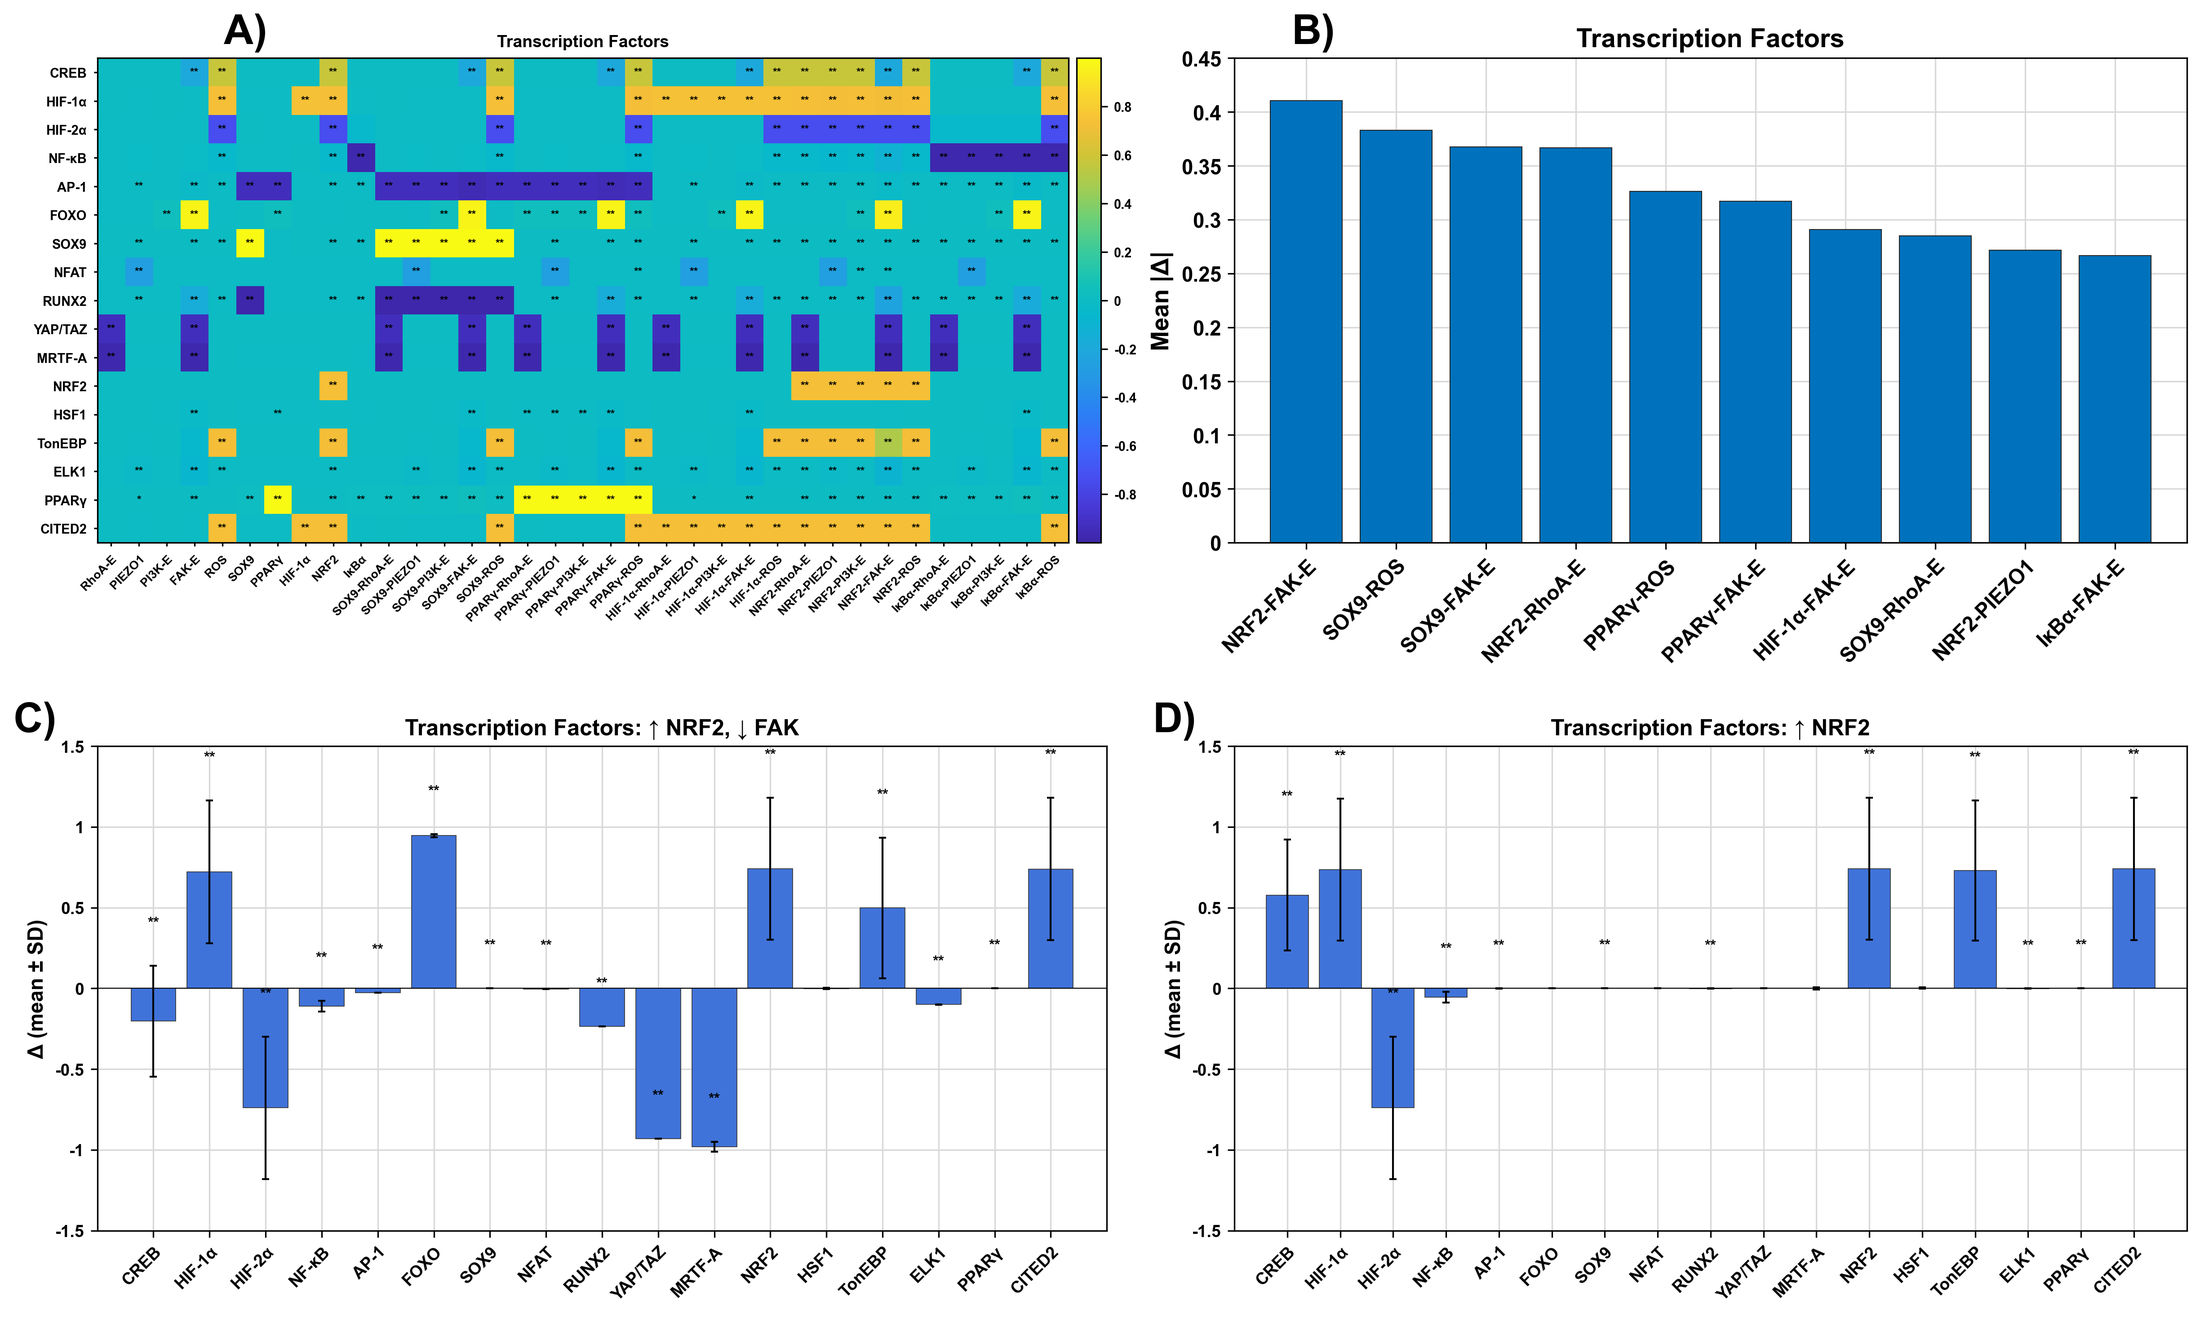 A)
Transcription Factors
CREB
HIF-1α
HIF-2α
NF-κB
AP-1
FOXO
SOX9
NFAT
RUNX2
YAP/TAZ
MRTF-A
NRF2
HSF1
TonEBP
ELK1
PPARγ
CITED2
0.8
0.6
0.4
0.2
0
-0.2
-0.4
-0.6
-0.8
RhoA-E
PIEZO1
PI3K-E
FAK-E
ROS
SOX9
PPARγ
HIF-1α
NRF2
IκBα
SOX9-RhoA-E
SOX9-PIEZO1
SOX9-PI3K-E
SOX9-FAK-E
SOX9-ROS
PPARγ-RhoA-E
PPARγ-PIEZO1
PPARγ-PI3K-E
PPARγ-FAK-E
PPARγ-ROS
HIF-1α-RhoA-E
HIF-1α-PIEZO1
HIF-1α-PI3K-E
HIF-1α-FAK-E
HIF-1α-ROS
NRF2-RhoA-E
NRF2-PIEZO1
NRF2-PI3K-E
NRF2-FAK-E
NRF2-ROS
IκBα-RhoA-E
IκBα-PIEZO1
IκBα-PI3K-E
IκBα-FAK-E
IκBα-ROS
B)
Transcription Factors
Mean |Δ|
0.45
0.4
0.35
0.3
0.25
0.2
0.15
0.1
0.05
0
NRF2-FAK-E
SOX9-ROS
SOX9-FAK-E
NRF2-RhoA-E
PPARγ-ROS
PPARγ-FAK-E
HIF-1α-FAK-E
SOX9-RhoA-E
NRF2-PIEZO1
IκBα-FAK-E
C)
Transcription Factors: ↑ NRF2, ↓ FAK
Δ (mean ± SD)
1.5
1
0.5
0
-0.5
-1
-1.5
CREB
HIF-1α
HIF-2α
NF-κB
AP-1
FOXO
SOX9
NFAT
RUNX2
YAP/TAZ
MRTF-A
NRF2
HSF1
TonEBP
ELK1
PPARγ
CITED2
D)
Transcription Factors: ↑ NRF2
Δ (mean ± SD)
1.5
1
0.5
0
-0.5
-1
-1.5
CREB
HIF-1α
HIF-2α
NF-κB
AP-1
FOXO
SOX9
NFAT
RUNX2
YAP/TAZ
MRTF-A
NRF2
HSF1
TonEBP
ELK1
PPARγ
CITED2